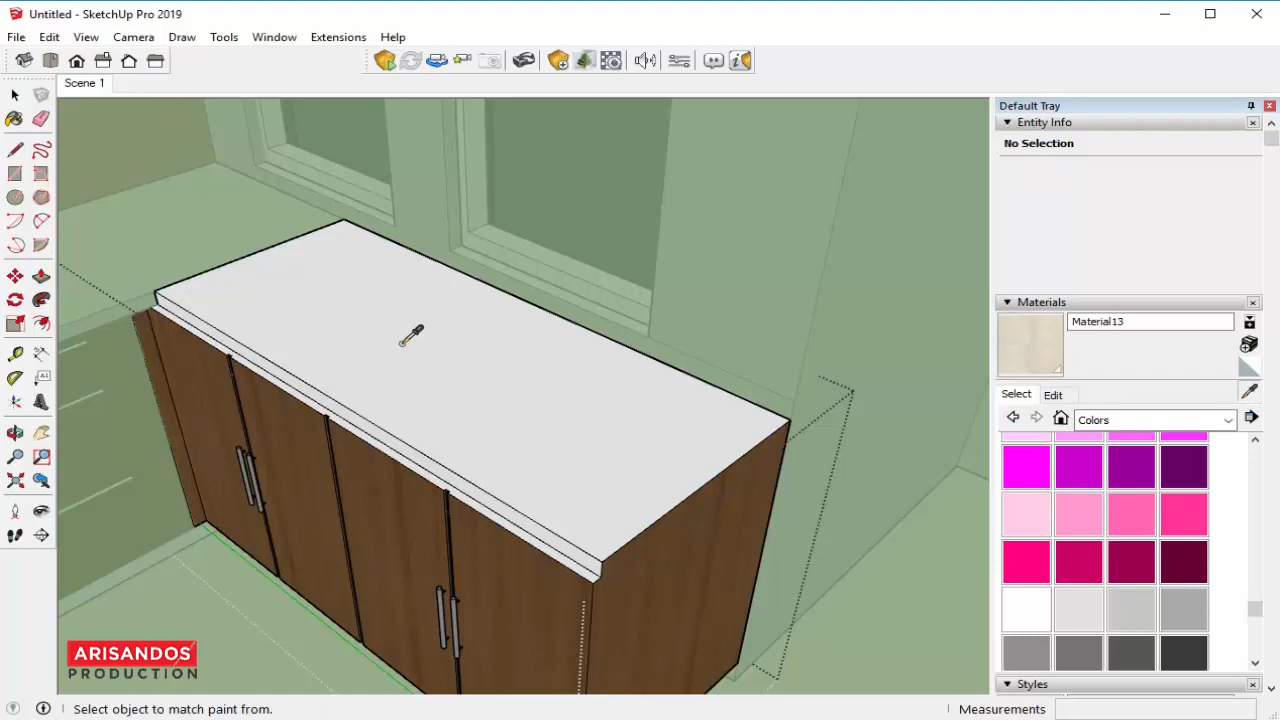 Untitled - SketchUp Pro 2019
File Edit View Camera Draw Tools Window Extensions Help
Scene 1
Default Tray
Entity Info
No Selection
Materials
Material13
Select Edit
Colors
Styles
ARISANDOS
PRODUCTION
Select object to match paint from.
Measurements